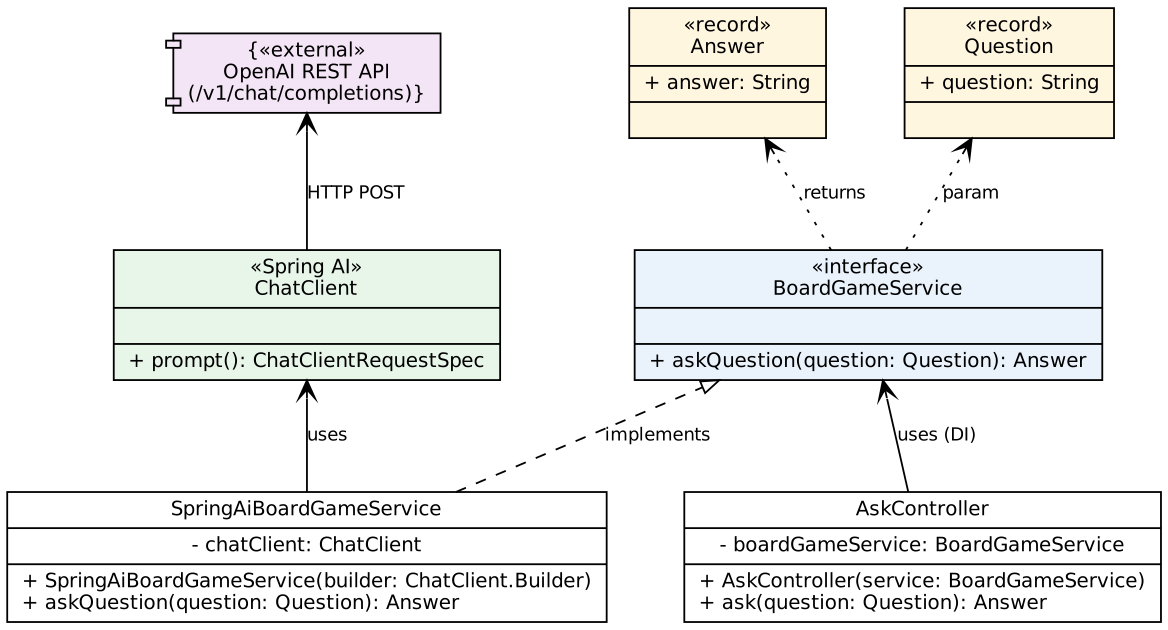 {«external»
OpenAI REST API
(/v1/chat/completions)}
«record»
Answer
+ answer: String
«record»
Question
+ question: String
HTTP POST
returns
param
«Spring AI»
ChatClient
+ prompt(): ChatClientRequestSpec
«interface»
BoardGameService
+ askQuestion(question: Question): Answer
uses
implements
uses (DI)
SpringAiBoardGameService
- chatClient: ChatClient
+ SpringAiBoardGameService(builder: ChatClient.Builder)
+ askQuestion(question: Question): Answer
AskController
- boardGameService: BoardGameService
+ AskController(service: BoardGameService)
+ ask(question: Question): Answer